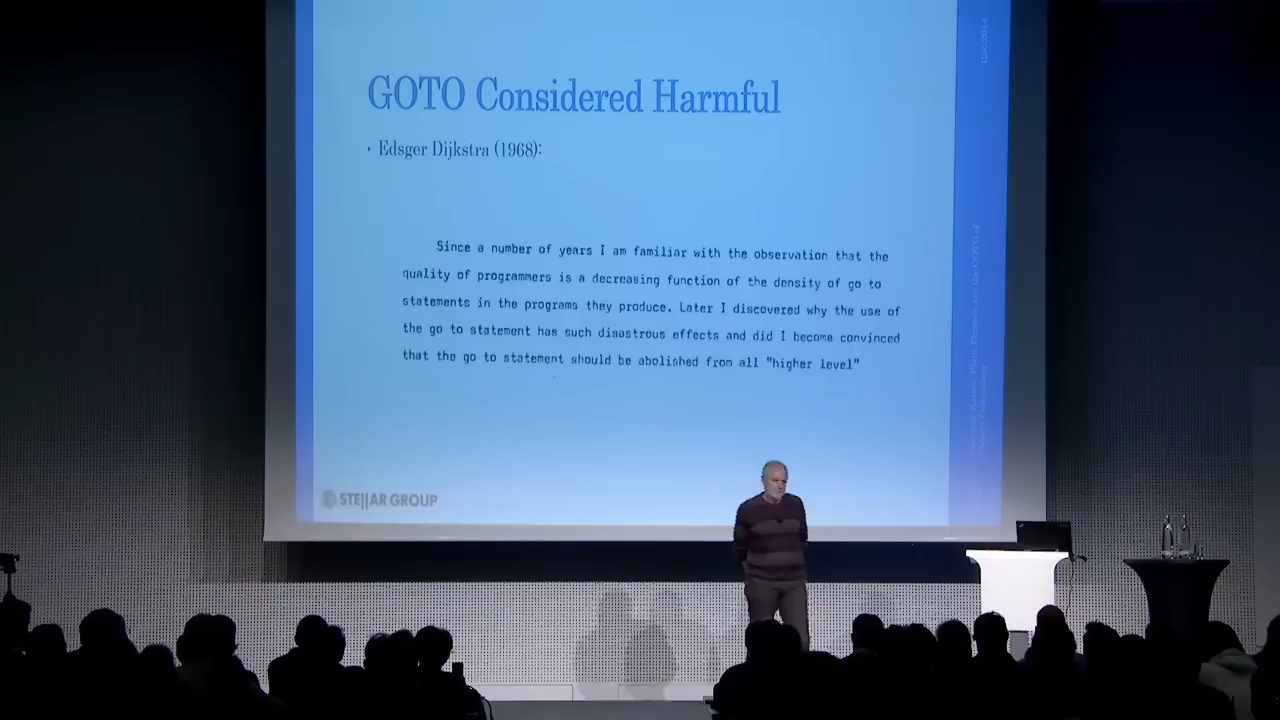 GOTO Considered Harmful
• Edsger Dijkstra (1968):
Since a number of years I am familiar with the observation that the
quality of programmers is a decreasing function of the density of go to
statements in the programs they produce. Later I discovered why the use of
the go to statement has such disastrous effects and did I become convinced
that the go to statement should be abolished from all "higher level"
STE||AR GROUP